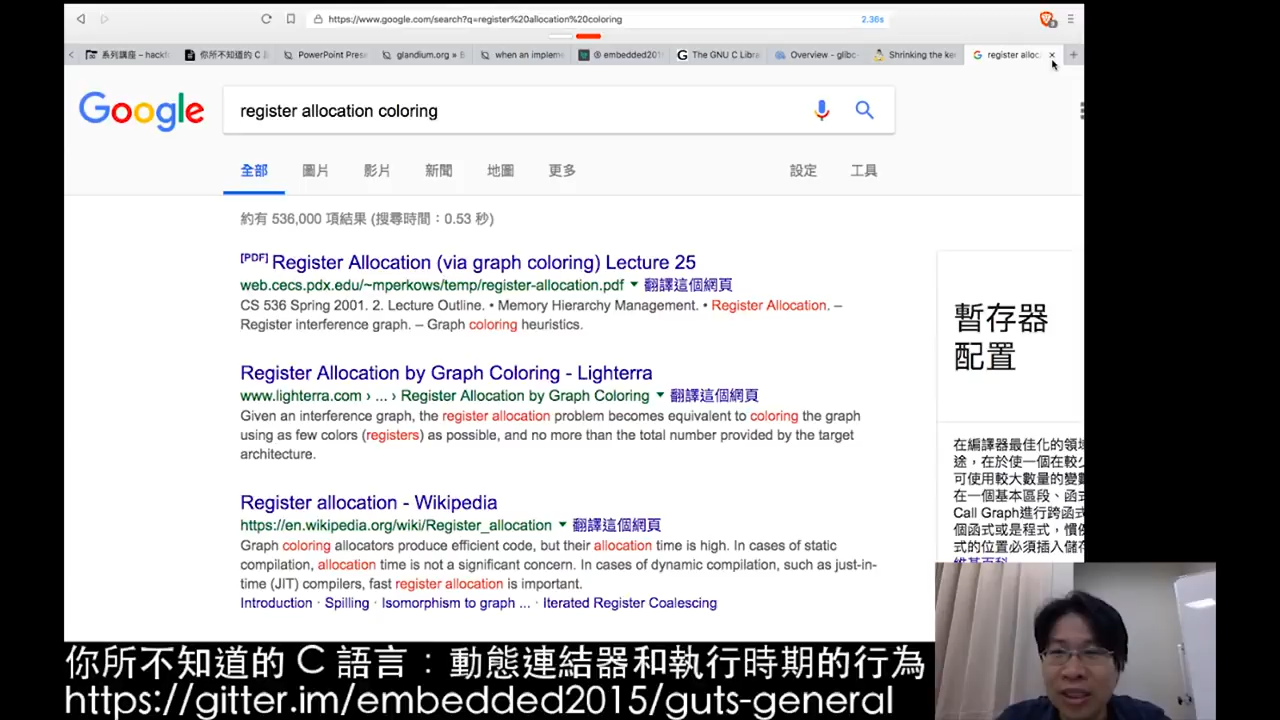 https://www.google.com/search?q=register%20allocation%20coloring
2.36s
系列講座 – hackf
你所不知道的 C 語
PowerPoint Pres
glandium.org » B
when an implem
® embedded2015
The GNU C Libra
Overview - glibc
Shrinking the ker
register alloc
Google
register allocation coloring
全部 圖片 影片 新聞 地圖 更多 設定 工具
約有 536,000 項結果 (搜尋時間：0.53 秒)
[PDF] Register Allocation (via graph coloring) Lecture 25
web.cecs.pdx.edu/~mperkows/temp/register-allocation.pdf ▼ 翻譯這個網頁
CS 536 Spring 2001. 2. Lecture Outline. • Memory Hierarchy Management. • Register Allocation. –
Register interference graph. – Graph coloring heuristics.
Register Allocation by Graph Coloring - Lighterra
www.lighterra.com › ... › Register Allocation by Graph Coloring ▼ 翻譯這個網頁
Given an interference graph, the register allocation problem becomes equivalent to coloring the graph
using as few colors (registers) as possible, and no more than the total number provided by the target
architecture.
Register allocation - Wikipedia
https://en.wikipedia.org/wiki/Register_allocation ▼ 翻譯這個網頁
Graph coloring allocators produce efficient code, but their allocation time is high. In cases of static
compilation, allocation time is not a significant concern. In cases of dynamic compilation, such as just-in-
time (JIT) compilers, fast register allocation is important.
Introduction · Spilling · Isomorphism to graph ... · Iterated Register Coalescing
暫存器
配置
在編譯器最佳化的領域
途，在於使一個在較少
可使用較大數量的變數
在一個基本區段、函式
Call Graph進行跨函式
個函式或是程式，慣例
式的位置必須插入儲存
維基百科
你所不知道的 C 語言：動態連結器和執行時期的行為
https://gitter.im/embedded2015/guts-general